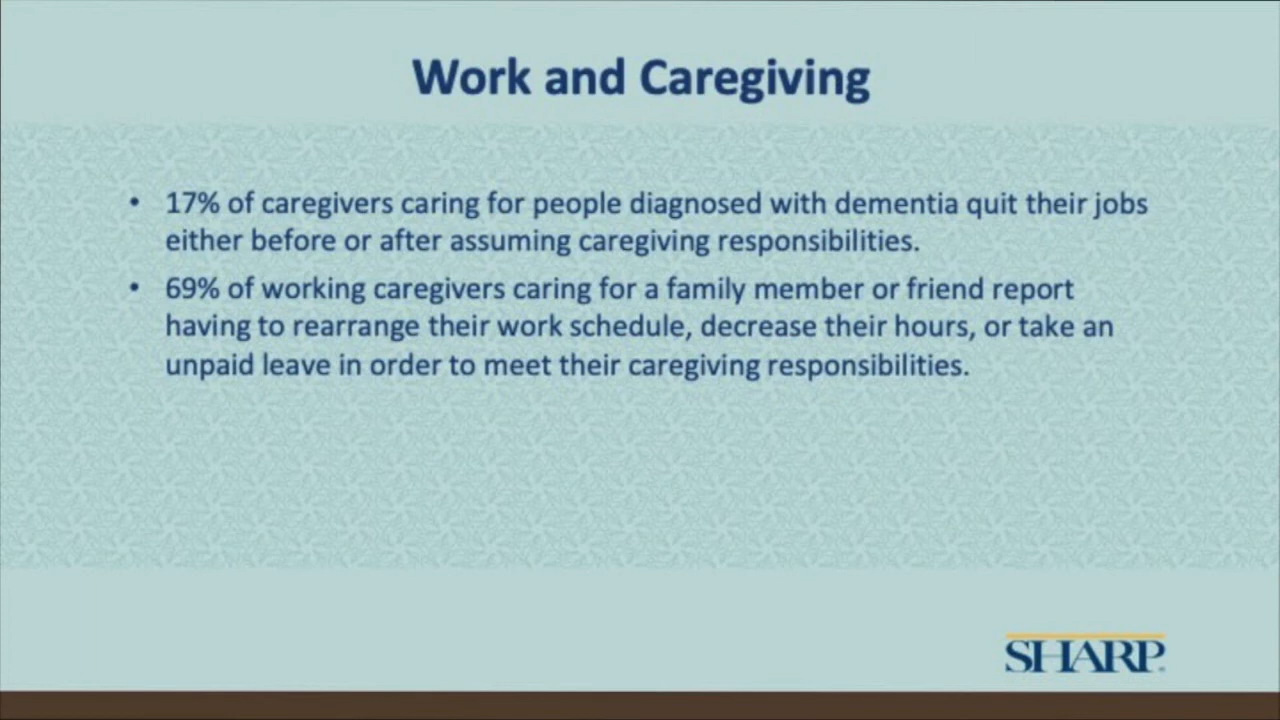 Work and Caregiving
• 17% of caregivers caring for people diagnosed with dementia quit their jobs
either before or after assuming caregiving responsibilities.
• 69% of working caregivers caring for a family member or friend report
having to rearrange their work schedule, decrease their hours, or take an
unpaid leave in order to meet their caregiving responsibilities.
SHARP